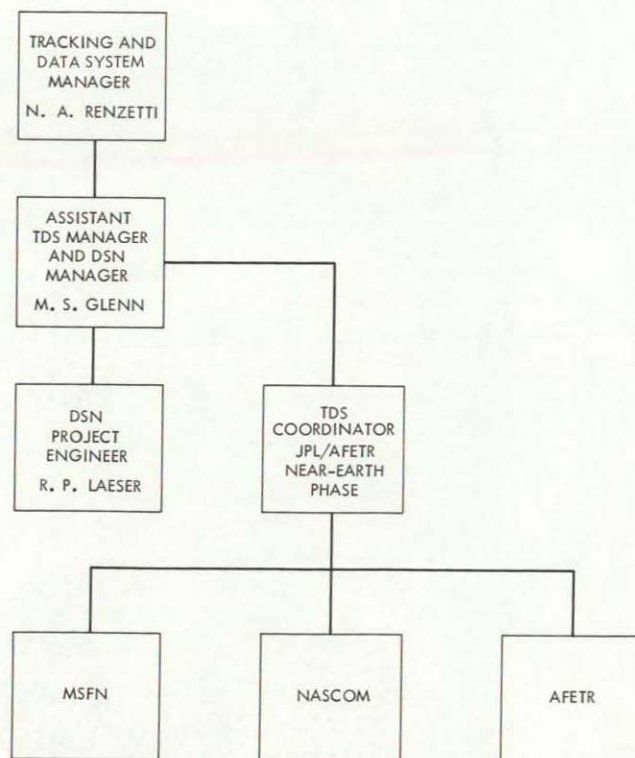 TRACKING AND
DATA SYSTEM
MANAGER
N. A. RENZETTI
ASSISTANT
TDS MANAGER
AND DSN
MANAGER
M. S. GLENN
DSN
PROJECT
ENGINEER
R. P. LAESER
TDS
COORDINATOR
JPL/AFETR
NEAR-EARTH
PHASE
MSFN
NASCOM
AFETR